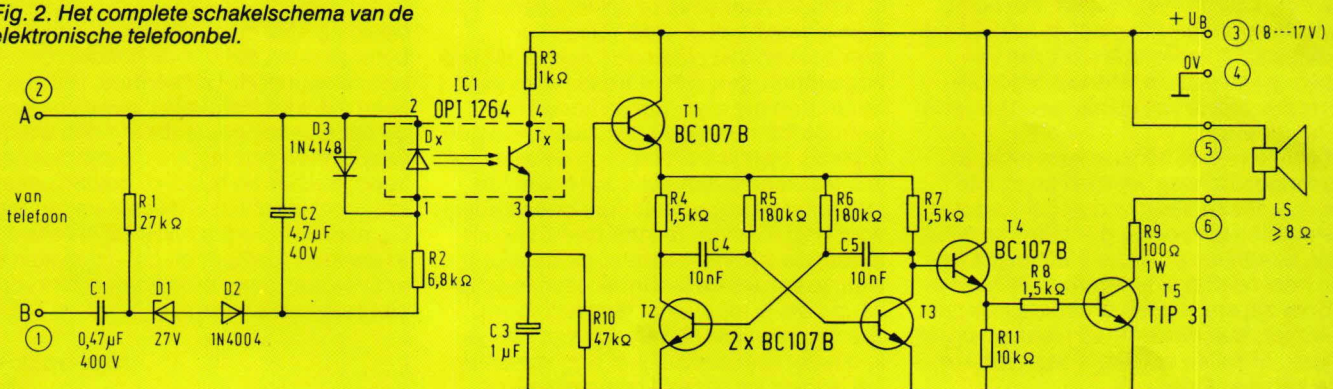 Fig. 2. Het complete schakelschema van de
elektronische telefoonbel.
+ UB
3 (8---17V)
0V
4
R3
1kΩ
IC1
OPI 1264
2
A
2
4
D3
1N4148
Dx
Tx
T1
BC 107 B
5
van
telefoon
R1
27kΩ
C2
4,7µF
40V
1
3
R4
1,5kΩ
R5
180kΩ
R6
180kΩ
R7
1,5kΩ
LS
≥ 8 Ω
6
R2
6,8kΩ
C4
10nF
C5
10nF
T4
BC107B
R9
100Ω
1W
R8
1,5kΩ
B
1
C1
0,47µF
400 V
D1
27V
D2
1N4004
C3
1µF
R10
47kΩ
T2
T3
2 x BC107B
T5
TIP 31
R11
10kΩ